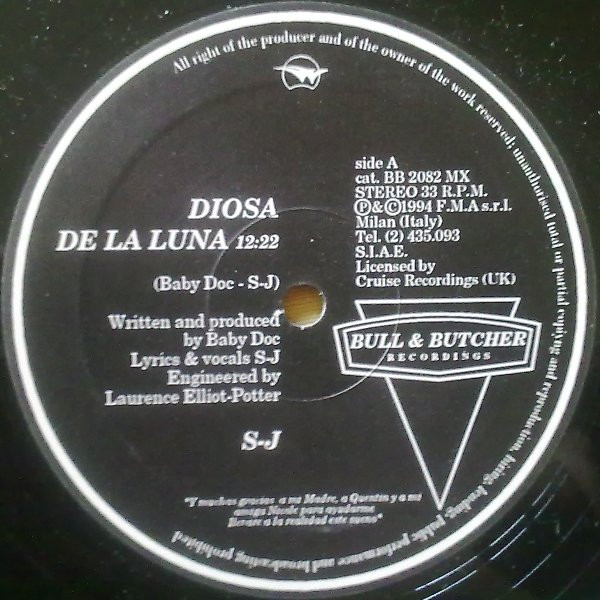 All right of the producer and of the owner of the work reserved; unauthorised total or partial copying and reproduction, hiring, lending, public performance and broadcasting prohibited
side A
cat. BB 2082 MX
STEREO 33 R.P.M.
Ⓟ&©1994 F.M.A s.r.l.
Milan (Italy)
Tel. (2) 435.093
S.I.A.E.
Licensed by
Cruise Recordings (UK)
DIOSA
DE LA LUNA 12:22
(Baby Doc - S-J)
Written and produced
by Baby Doc
Lyrics & vocals S-J
Engineered by
Laurence Elliot-Potter
S-J
BULL & BUTCHER
RECORDINGS
"Y muchas gracias a mi Madre, a Quentin y a mi
amiga Nicole para ayudarme
llevare a la realidad este sueno"